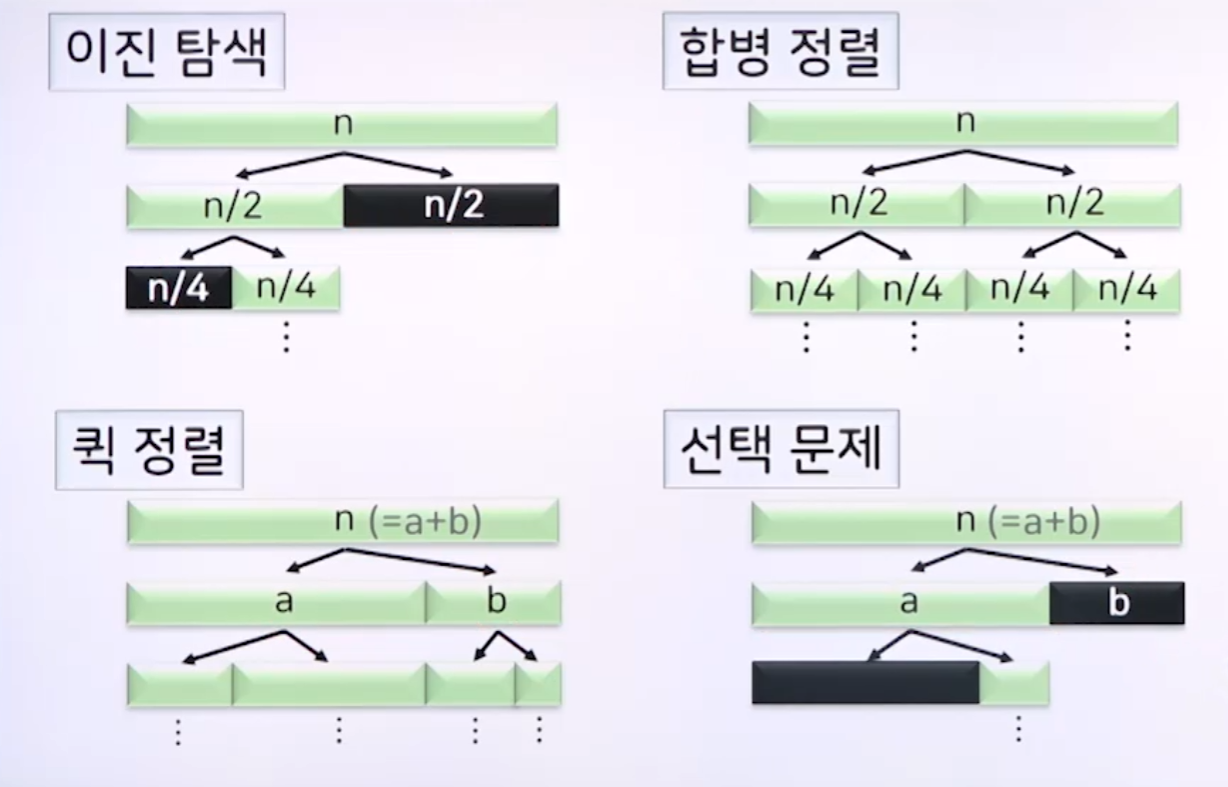 이진 탐색
n
n/2 n/2
n/4 n/4
합병 정렬
n
n/2 n/2
n/4 n/4 n/4 n/4
퀵 정렬
n (=a+b)
a b
선택 문제
n (=a+b)
a b